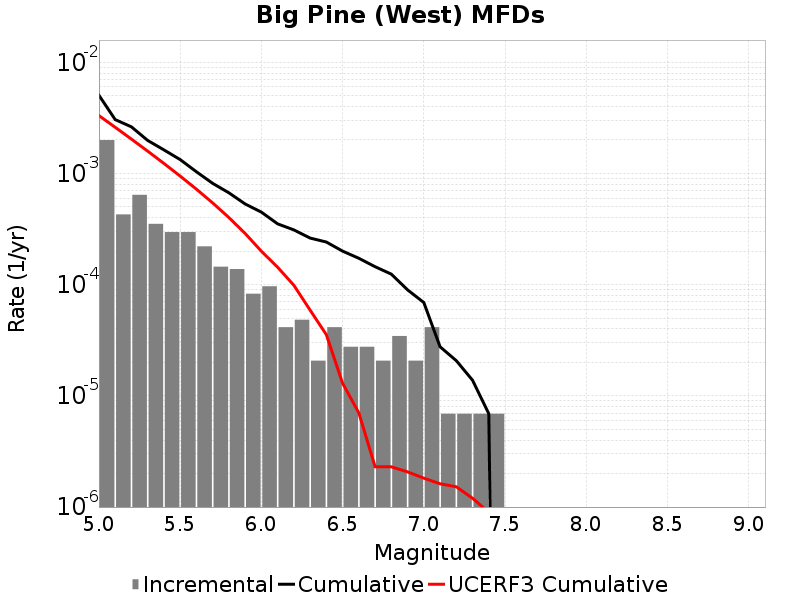 Big Pine (West) MFDs
Rate (1/yr)
10-2
10-3
10-4
10-5
10-6
5.0 5.5 6.0 6.5 7.0 7.5 8.0 8.5 9.0
Magnitude
Incremental Cumulative UCERF3 Cumulative